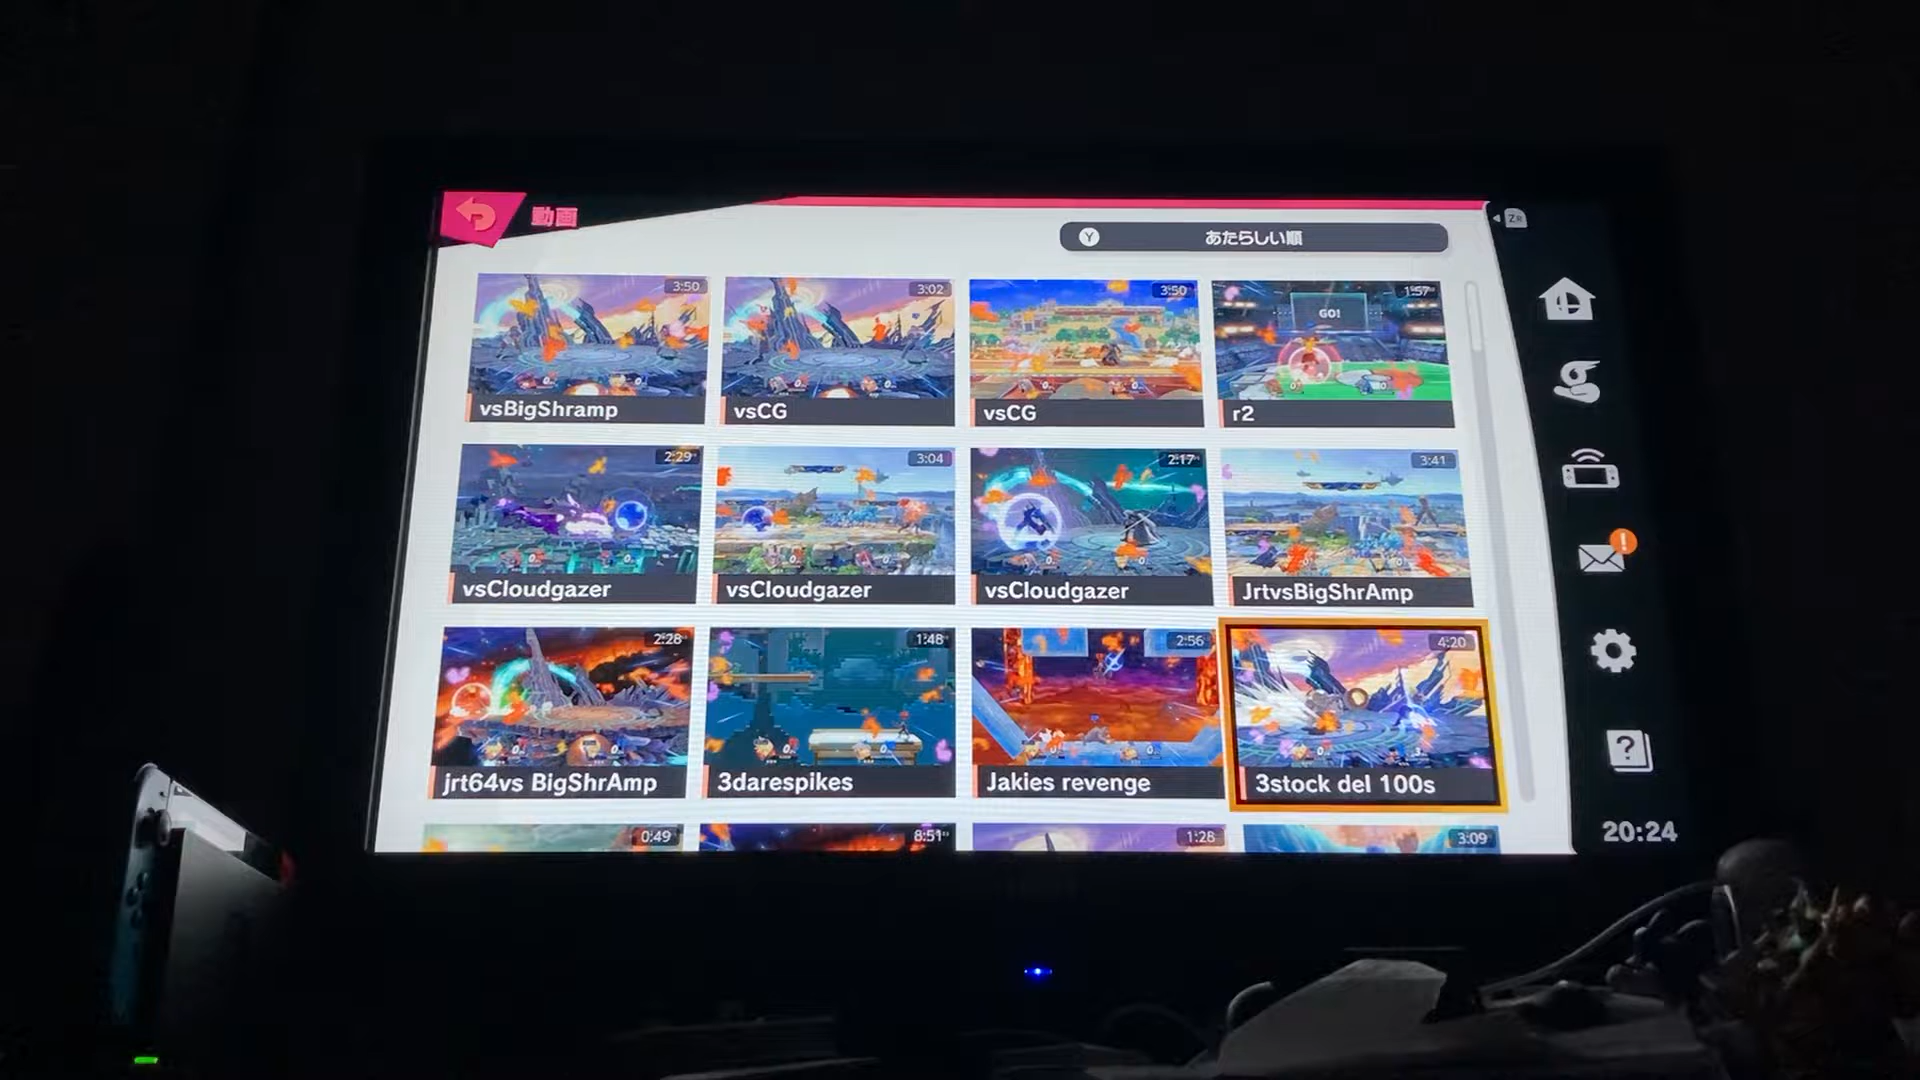 動画
Y あたらしい順
ZR
3:50
vsBigShramp
3:02
vsCG
3:50
vsCG
1:57
GO!
r2
2:29
vsCloudgazer
3:04
vsCloudgazer
2:17
vsCloudgazer
3:41
JrtvsBigShrAmp
2:28
jrt64vs BigShrAmp
1:48
3darespikes
2:56
Jakies revenge
4:20
3stock del 100s
0:49
8:51
1:28
3:09
!
?
20:24